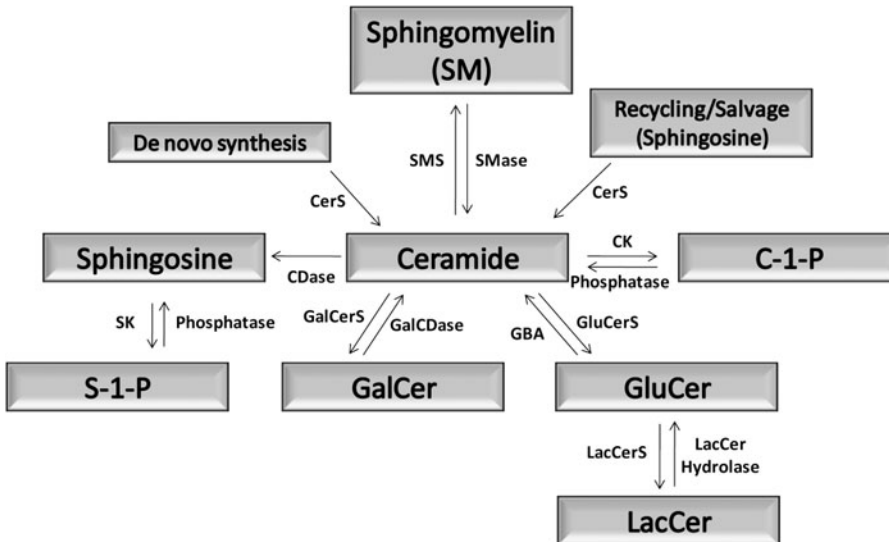 Sphingomyelin
(SM)
Recycling/Salvage
(Sphingosine)
De novo synthesis
SMS
SMase
CerS
CerS
Sphingosine
CDase
Ceramide
CK
Phosphatase
C-1-P
SK
Phosphatase
GalCerS
GalCDase
GBA
GluCerS
S-1-P
GalCer
GluCer
LacCerS
LacCer
Hydrolase
LacCer